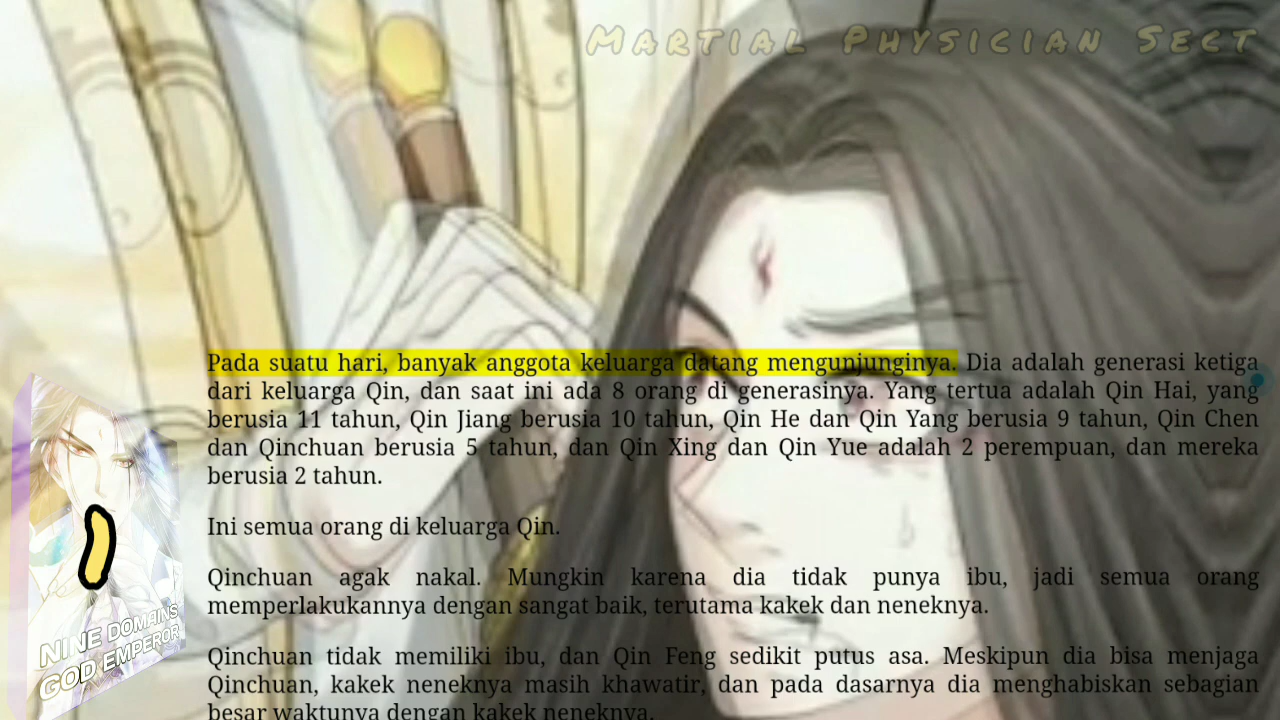 Martial Physician Sect
Pada suatu hari, banyak anggota keluarga datang mengunjunginya. Dia adalah generasi ketiga
dari keluarga Qin, dan saat ini ada 8 orang di generasinya. Yang tertua adalah Qin Hai, yang
berusia 11 tahun, Qin Jiang berusia 10 tahun, Qin He dan Qin Yang berusia 9 tahun, Qin Chen
dan Qinchuan berusia 5 tahun, dan Qin Xing dan Qin Yue adalah 2 perempuan, dan mereka
berusia 2 tahun.
Ini semua orang di keluarga Qin.
Qinchuan agak nakal. Mungkin karena dia tidak punya ibu, jadi semua orang
memperlakukannya dengan sangat baik, terutama kakek dan neneknya.
Qinchuan tidak memiliki ibu, dan Qin Feng sedikit putus asa. Meskipun dia bisa menjaga
Qinchuan, kakek neneknya masih khawatir, dan pada dasarnya dia menghabiskan sebagian
besar waktunya dengan kakek neneknya.
1
NINE DOMAINS
GOD EMPEROR